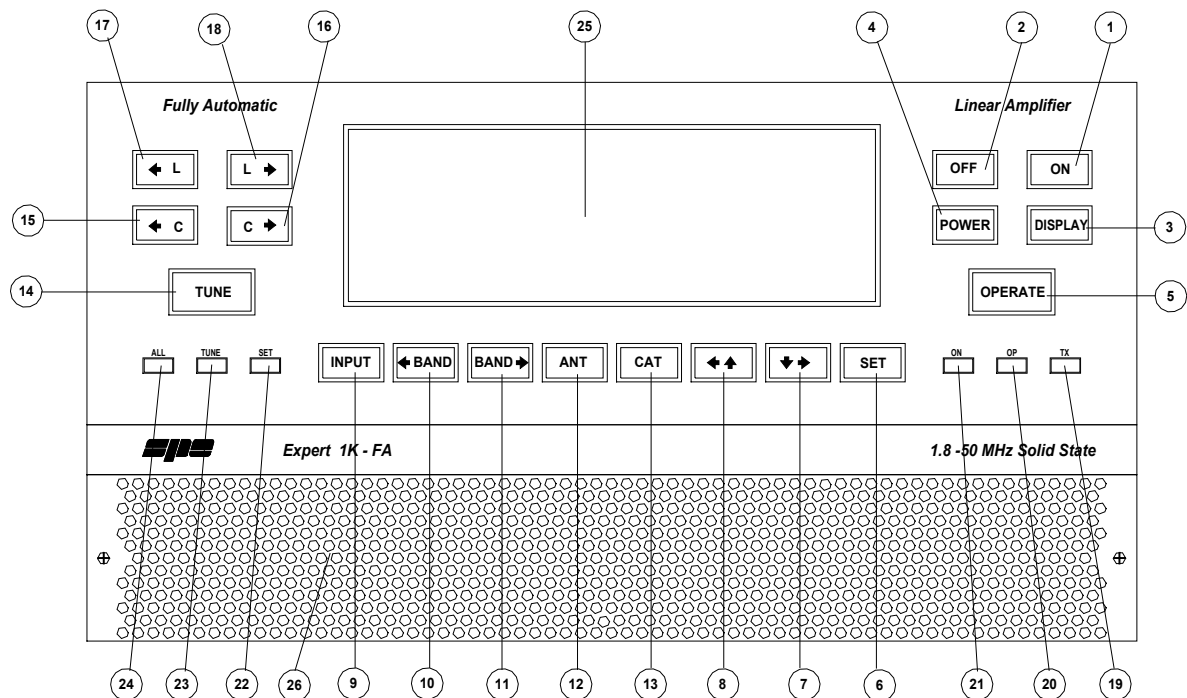 17 18 16 25 4 2 1
Fully Automatic Linear Amplifier
L L OFF ON
15 C C POWER DISPLAY 3
14 TUNE OPERATE 5
ALL TUNE SET INPUT BAND BAND ANT CAT SET ON OP TX
spe Expert 1K - FA 1.8 -50 MHz Solid State
24 23 22 26 9 10 11 12 13 8 7 6 21 20 19